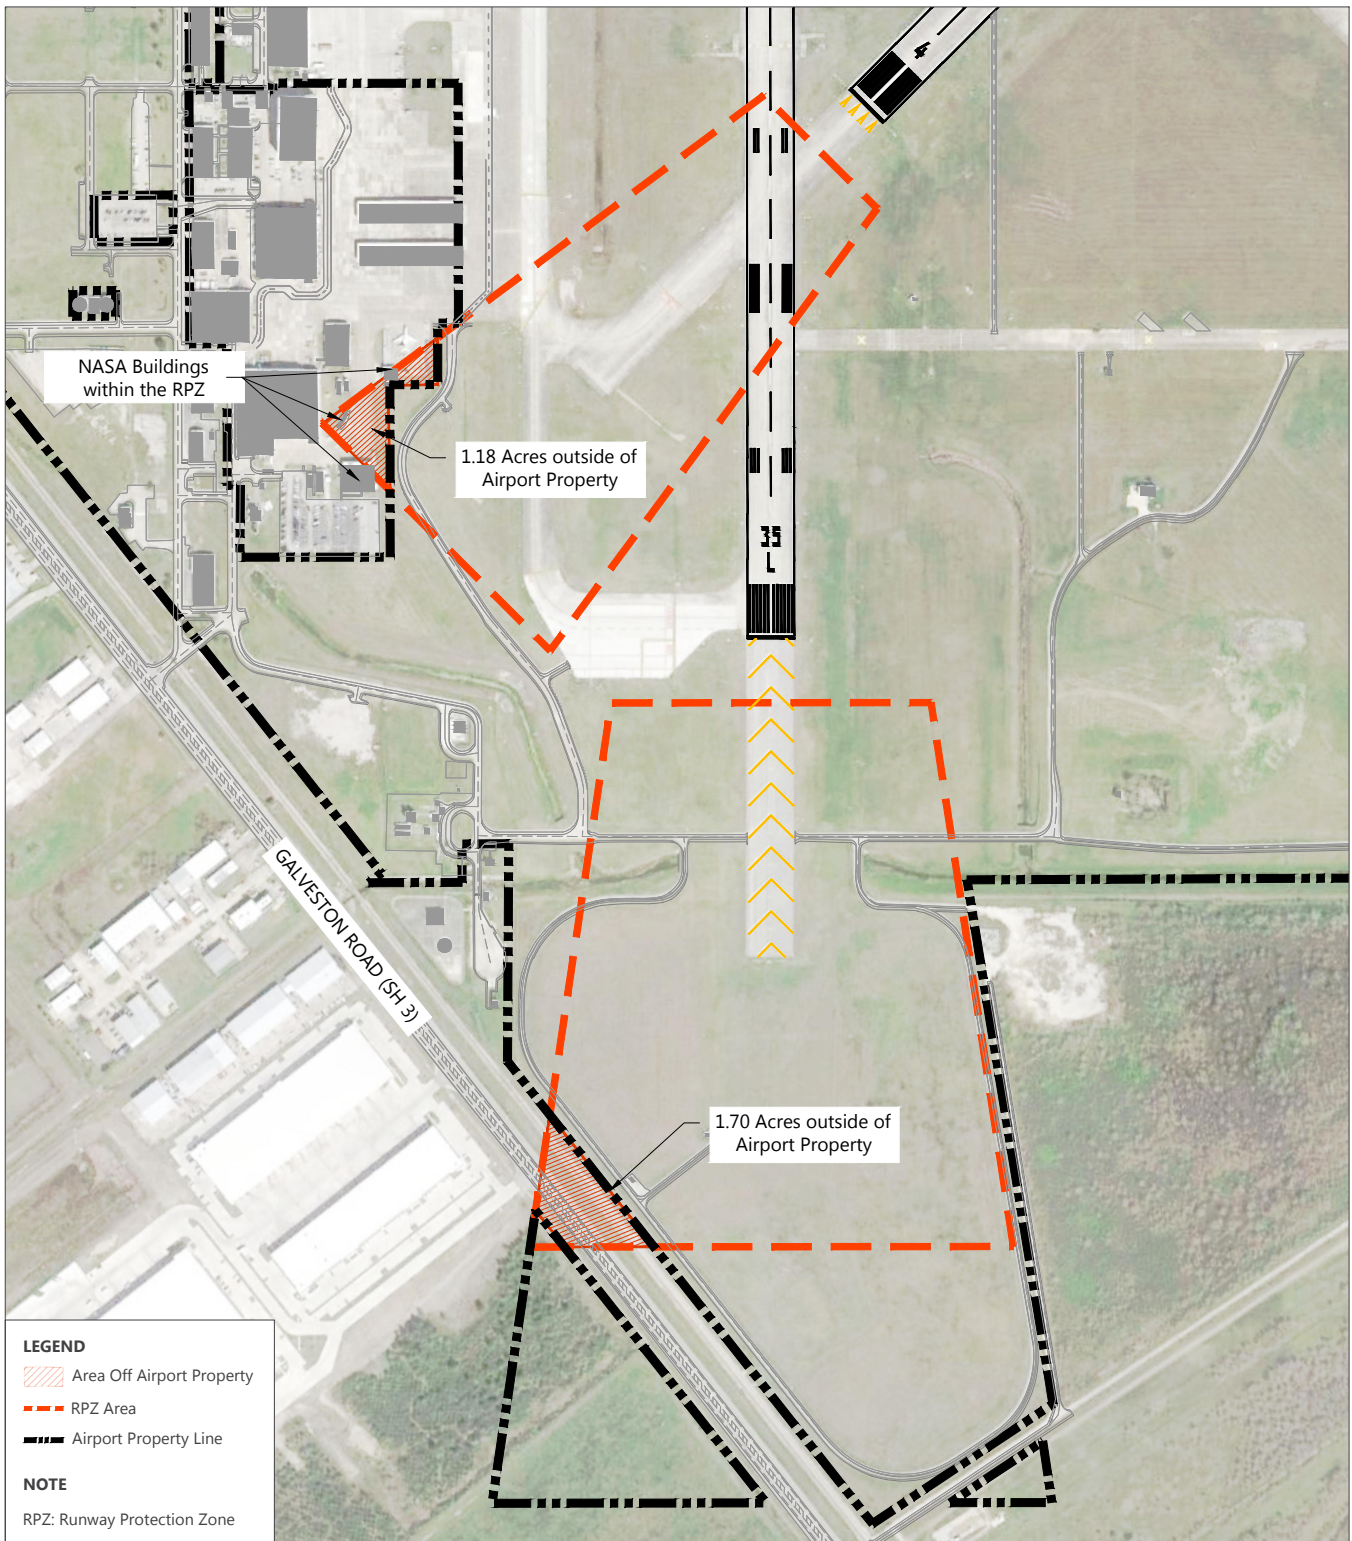 4
NASA Buildings
within the RPZ
1.18 Acres outside of
Airport Property
35
L
GALVESTON ROAD (SH 3)
1.70 Acres outside of
Airport Property
LEGEND
Area Off Airport Property
RPZ Area
Airport Property Line
NOTE
RPZ: Runway Protection Zone